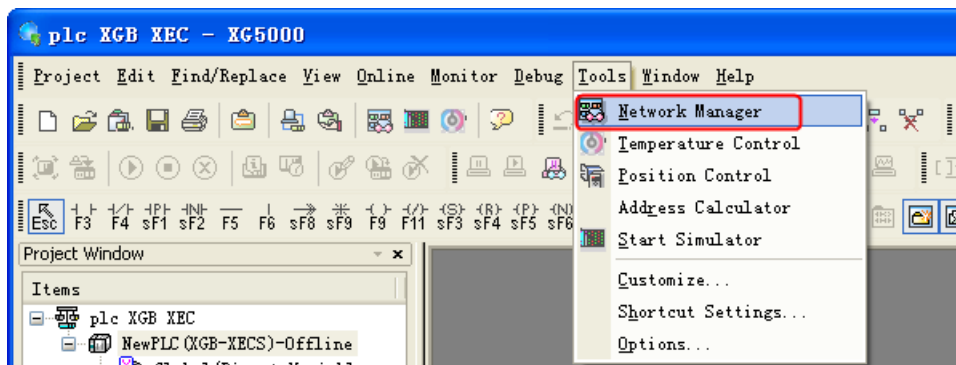 plc XGB XEC - XG5000
Project Edit Find/Replace View Online Monitor Debug Tools Window Help
Network Manager
Temperature Control
Position Control
Address Calculator
Start Simulator
Customize...
Shortcut Settings...
Options...
Esc F3 F4 sF1 sF2 F5 F6 sF8 sF9 F9 F11 sF3 sF4 sF5 sF6
Project Window
Items
plc XGB XEC
NewPLC(XGB-XECS)-Offline